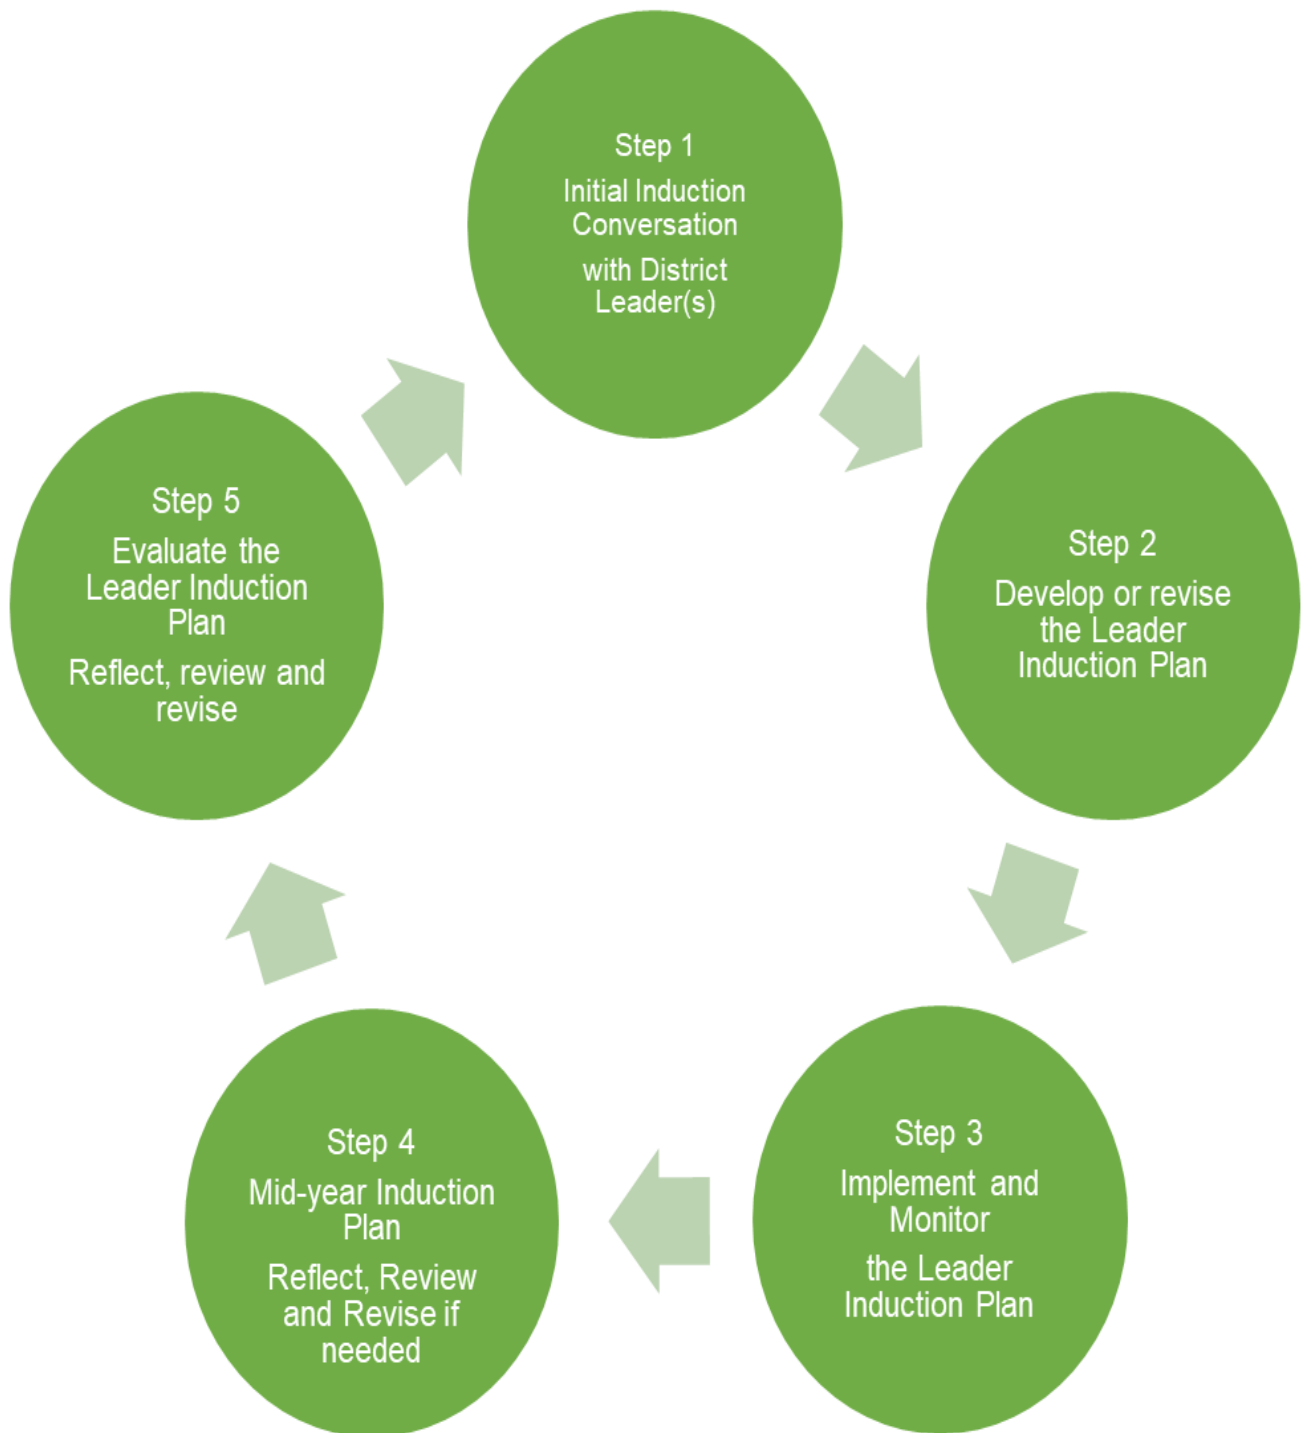 Step 1
Initial Induction
Conversation
with District
Leader(s)
Step 2
Develop or revise
the Leader
Induction Plan
Step 3
Implement and
Monitor
the Leader
Induction Plan
Step 4
Mid-year Induction
Plan
Reflect, Review
and Revise if
needed
Step 5
Evaluate the
Leader Induction
Plan
Reflect, review and
revise